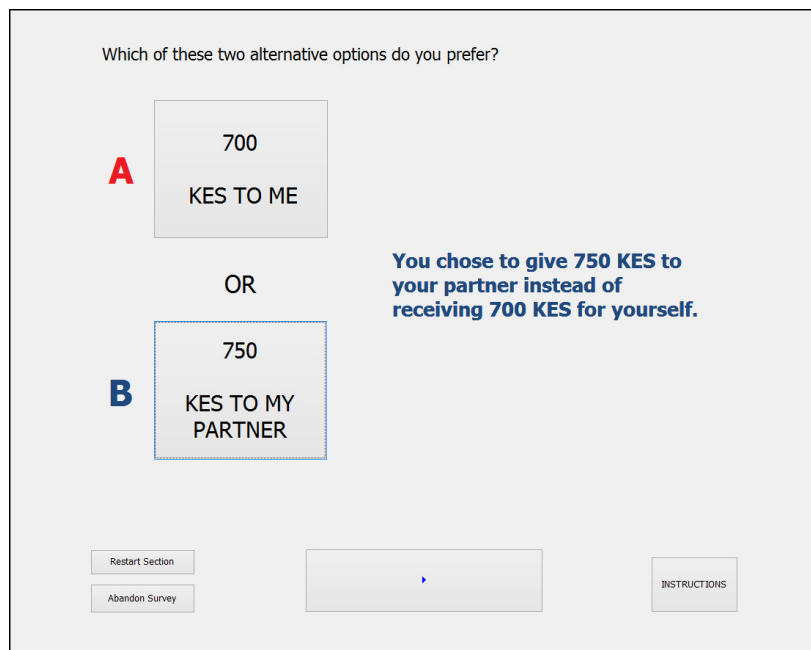 Which of these two alternative options do you prefer?
A
700
KES TO ME
OR
You chose to give 750 KES to
your partner instead of
receiving 700 KES for yourself.
B
750
KES TO MY
PARTNER
Restart Section
Abandon Survey
INSTRUCTIONS